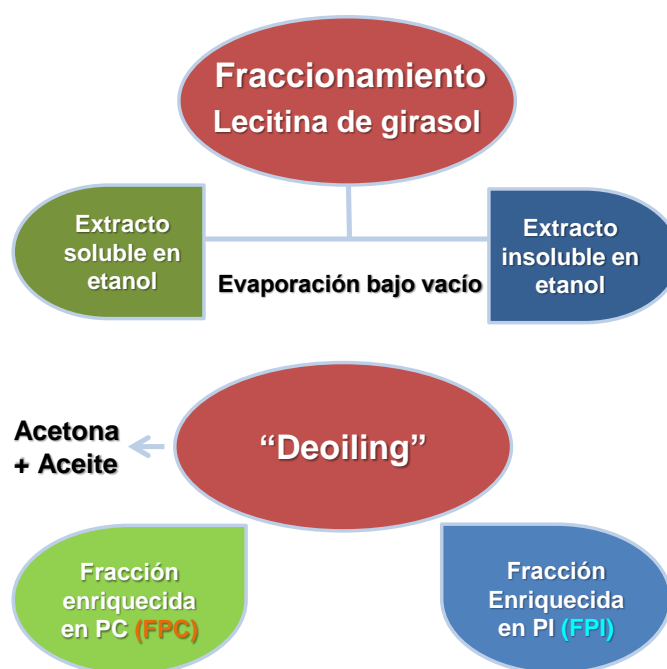 Fraccionamiento
Lecitina de girasol
Extracto
soluble en
etanol
Extracto
insoluble en
etanol
Evaporación bajo vacío
Acetona
+ Aceite
“Deoiling”
Fracción
enriquecida
en PC (FPC)
Fracción
Enriquecida
en PI (FPI)